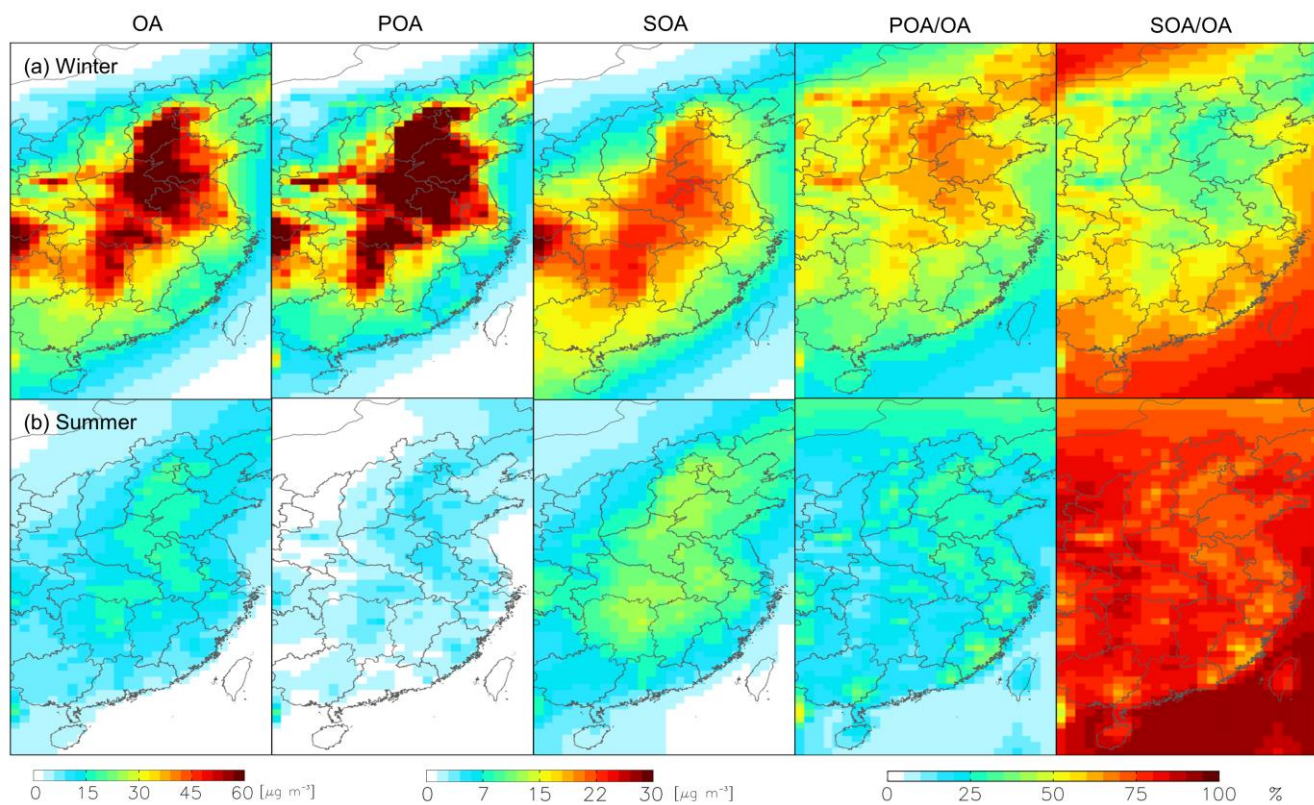 OA POA SOA POA/OA SOA/OA
(a) Winter
(b) Summer
0 15 30 45 60 [μg m⁻³] 0 7 15 22 30 [μg m⁻³] 0 25 50 75 100 %